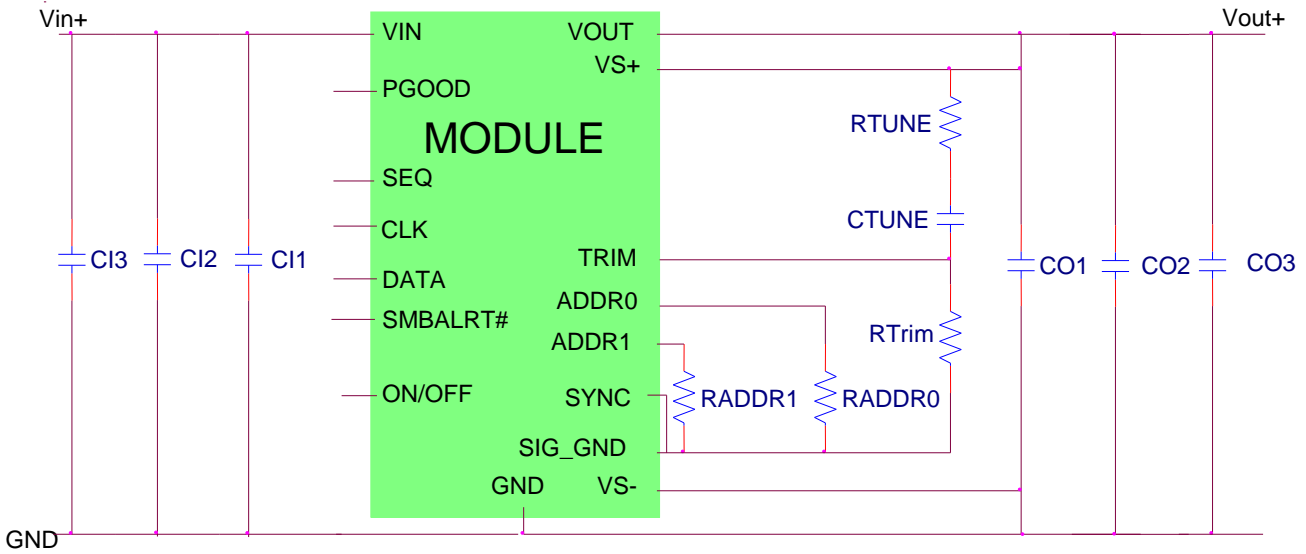 Vin+
Vout+
VIN
VOUT
VS+
PGOOD
RTUNE
MODULE
SEQ
CTUNE
CLK
CI3
CI2
CI1
TRIM
CO1
CO2
CO3
DATA
ADDR0
SMBALRT#
ADDR1
RTrim
ON/OFF
SYNC
RADDR1
RADDR0
SIG_GND
GND
VS-
GND